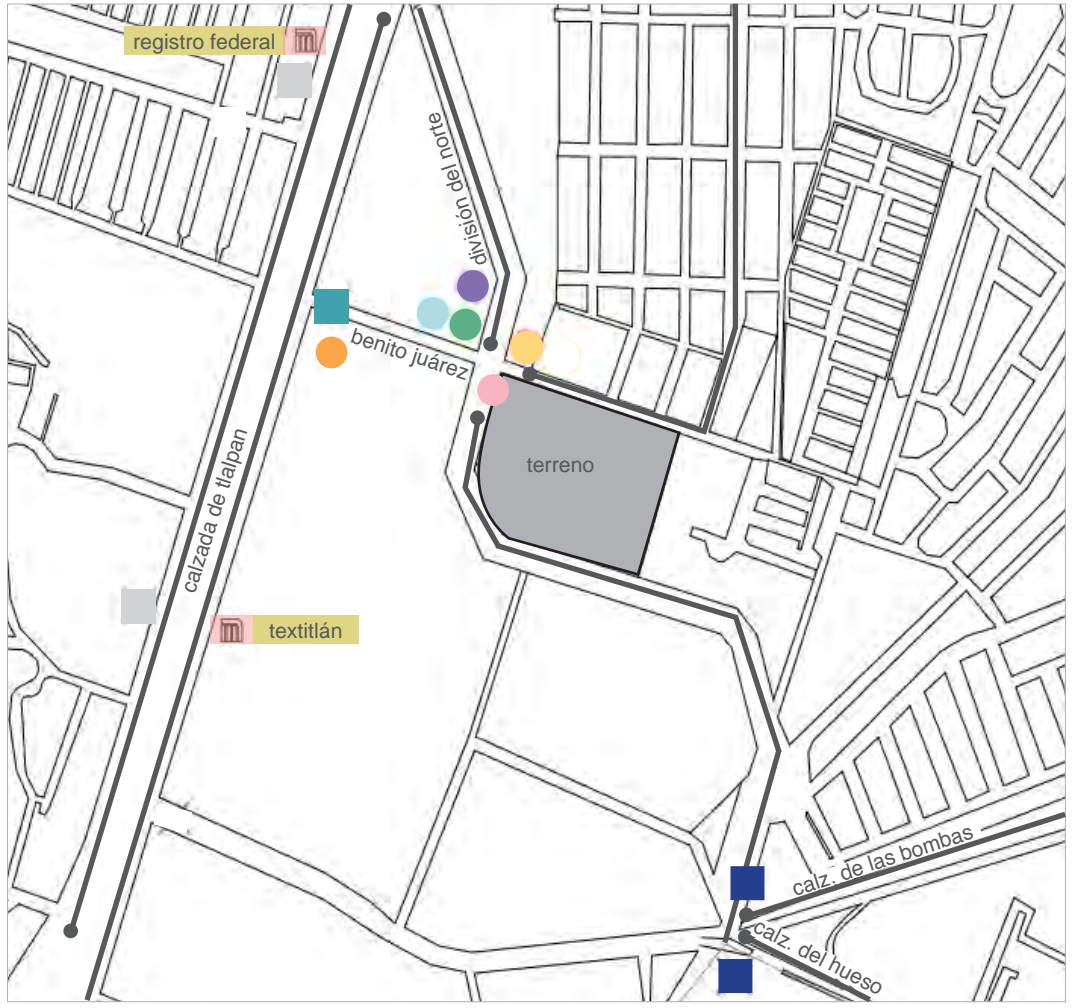 registro federal
división del norte
benito juárez
terreno
calzada de tlalpan
textitlán
calz. de las bombas
calz. del hueso